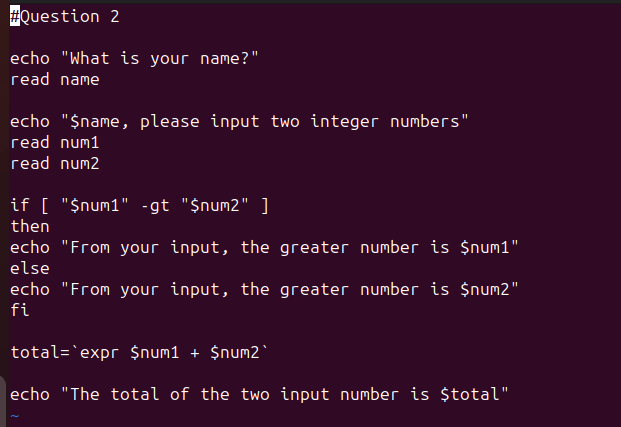 #Question 2
echo "What is your name?"
read name
echo "$name, please input two integer numbers"
read num1
read num2
if [ "$num1" -gt "$num2" ]
then
echo "From your input, the greater number is $num1"
else
echo "From your input, the greater number is $num2"
fi
total=`expr $num1 + $num2`
echo "The total of the two input number is $total"
~